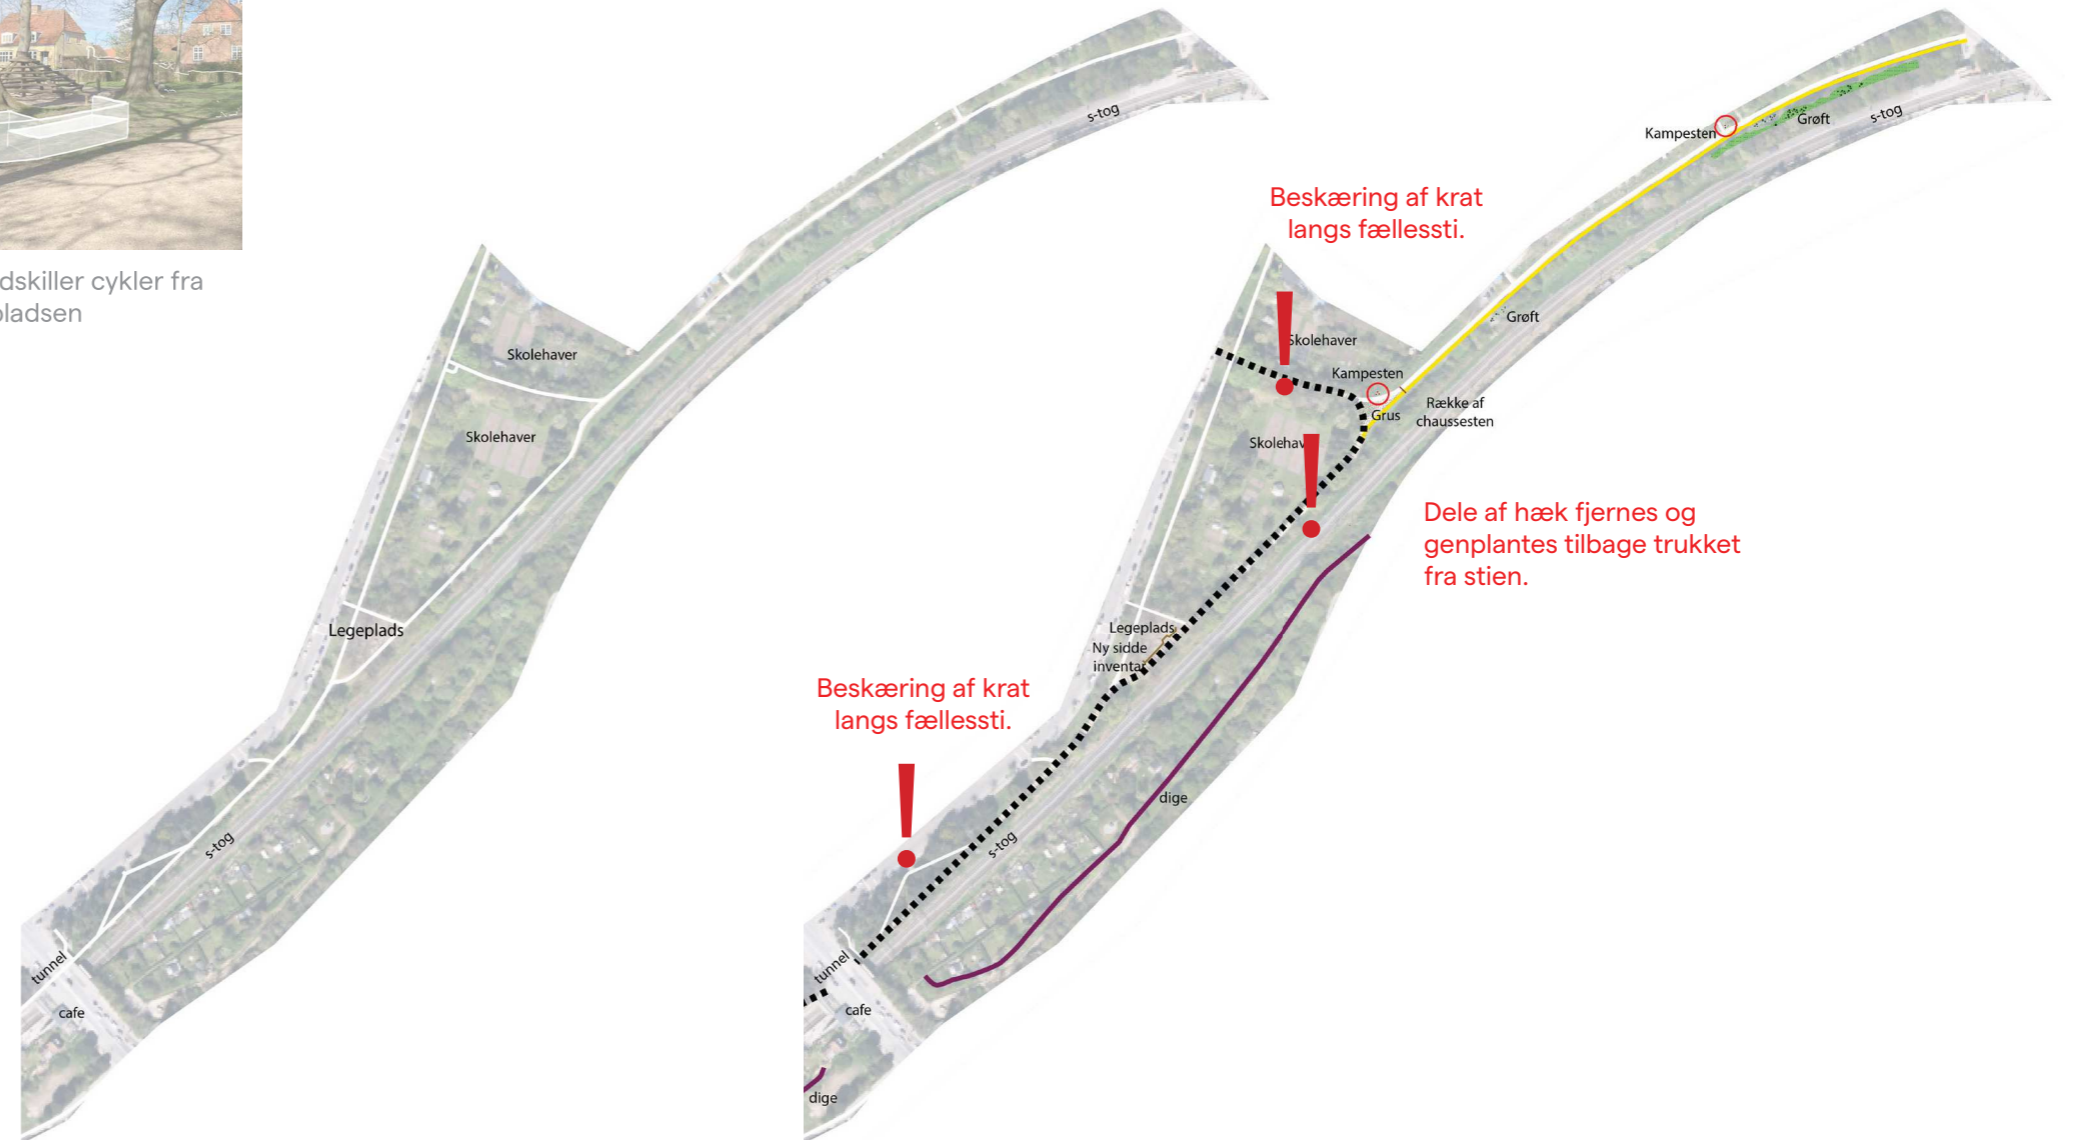 dskiller cykler fra
pladsen
s-tog
Skolehaver
Skolehaver
Legeplads
s-tog
tunnel
cafe
Kampesten
Grøft
s-tog
Beskæring af krat
langs fællessti.
Grøft
Skolehaver
Kampesten
Række af
chaussesten
Grus
Skolehav
Dele af hæk fjernes og
genplantes tilbage trukket
fra stien.
Legeplads
Ny sidde
inventar
Beskæring af krat
langs fællessti.
dige
s-tog
tunnel
cafe
dige